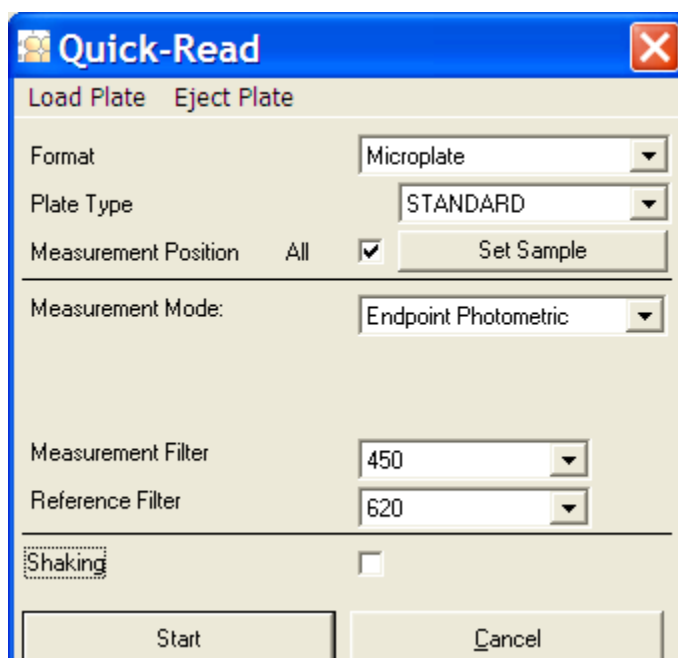 Quick-Read
Load Plate Eject Plate
Format Microplate
Plate Type STANDARD
Measurement Position All Set Sample
Measurement Mode: Endpoint Photometric
Measurement Filter 450
Reference Filter 620
Shaking
Start Cancel